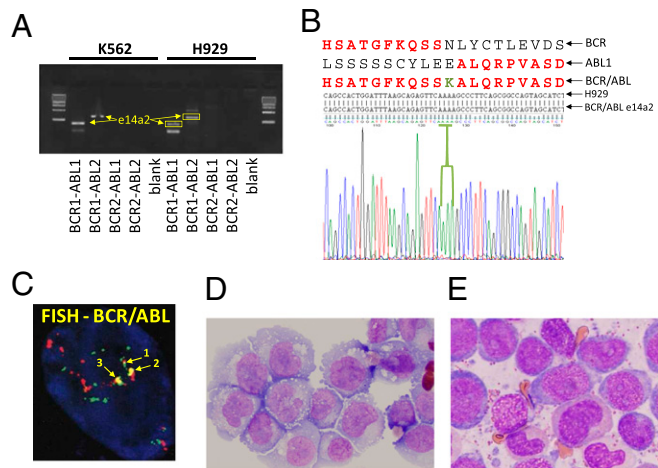 A
K562 H929
e14a2
BCR1-ABL1
BCR1-ABL2
BCR2-ABL1
BCR2-ABL2
blank
BCR1-ABL1
BCR1-ABL2
BCR2-ABL1
BCR2-ABL2
blank
B
HSATGFKQSSNLYCTLEVDS BCR
LSSSSSCYLEEALQRPVASD ABL1
HSATGFKQSSKALQRPVASD BCR/ABL
CAGCCACTGGATTTAAGCAGAGTTCAAAAGCCCTTCAGCGGCCAGTAGCATCT H929
CAGCCACTGGATTTAAGCAGAGTTCAAAAGCCCTTCAGCGGCCAGTAGCATCT BCR/ABL e14a2
C
FISH - BCR/ABL
1
2
3
D
E